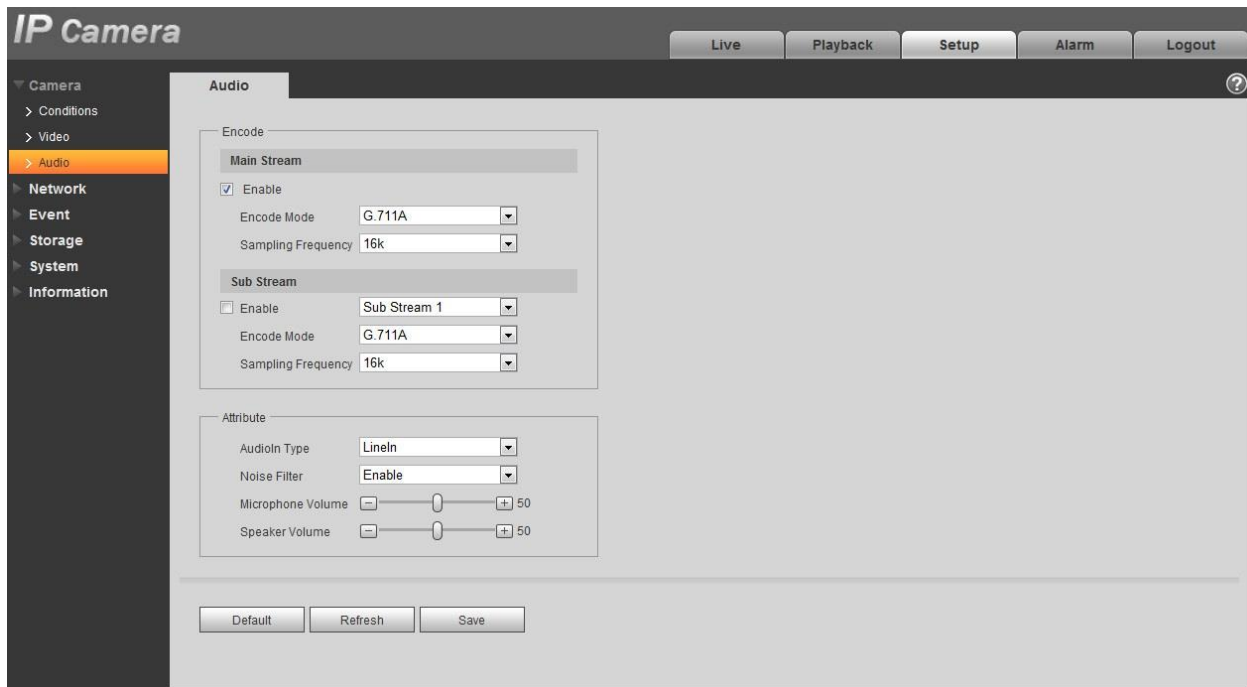 IP Camera
Live Playback Setup Alarm Logout
Camera
> Conditions
> Video
> Audio
Network
Event
Storage
System
Information
Audio
?
Encode
Main Stream
Enable
Encode Mode G.711A
Sampling Frequency 16k
Sub Stream
Enable Sub Stream 1
Encode Mode G.711A
Sampling Frequency 16k
Attribute
AudioIn Type LineIn
Noise Filter Enable
Microphone Volume - + 50
Speaker Volume - + 50
Default Refresh Save